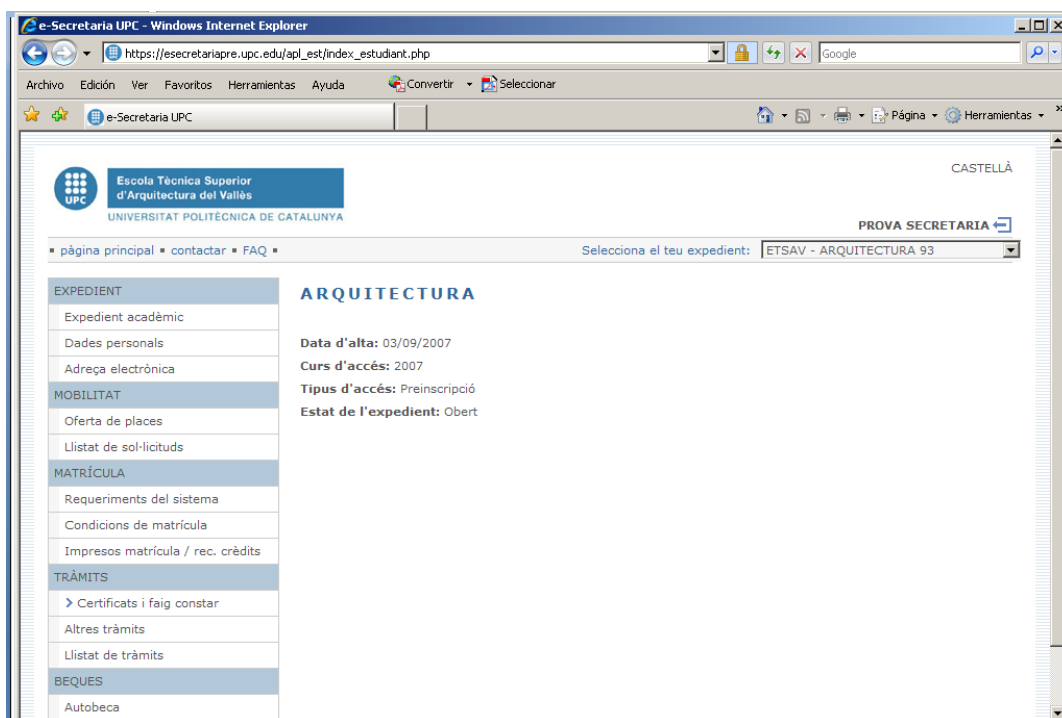 e-Secretaria UPC - Windows Internet Explorer
https://esecretariapre.upc.edu/apl_est/index_estudiant.php
Google
Archivo Edición Ver Favoritos Herramientas Ayuda Convertir Seleccionar
e-Secretaria UPC Página Herramientas
CASTELLÀ
UPC
Escola Tècnica Superior
d'Arquitectura del Vallès
UNIVERSITAT POLITÈCNICA DE CATALUNYA
PROVA SECRETARIA
pàgina principal contactar FAQ Selecciona el teu expedient: ETSAV - ARQUITECTURA 93
EXPEDIENT
Expedient acadèmic
Dades personals
Adreça electrònica
MOBILITAT
Oferta de places
Llistat de sol·licituds
MATRÍCULA
Requeriments del sistema
Condicions de matrícula
Impresos matrícula / rec. crèdits
TRÀMITS
Certificats i faig constar
Altres tràmits
Llistat de tràmits
BEQUES
Autobeca
ARQUITECTURA
Data d'alta: 03/09/2007
Curs d'accés: 2007
Tipus d'accés: Preinscripció
Estat de l'expedient: Obert